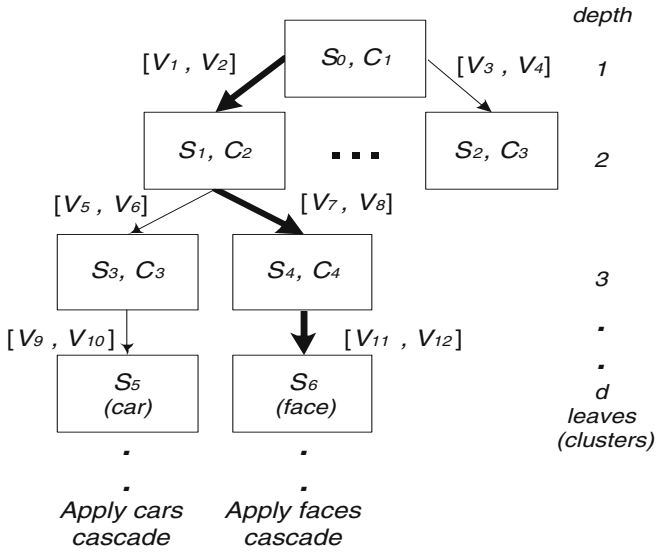 depth
[V1 , V2]
S0, C1
[V3 , V4]
1
S1, C2
S2, C3
2
[V5 , V6]
[V7 , V8]
S3, C3
S4, C4
3
[V9 , V10]
[V11 , V12]
S5
(car)
S6
(face)
d
leaves
(clusters)
Apply cars
cascade
Apply faces
cascade